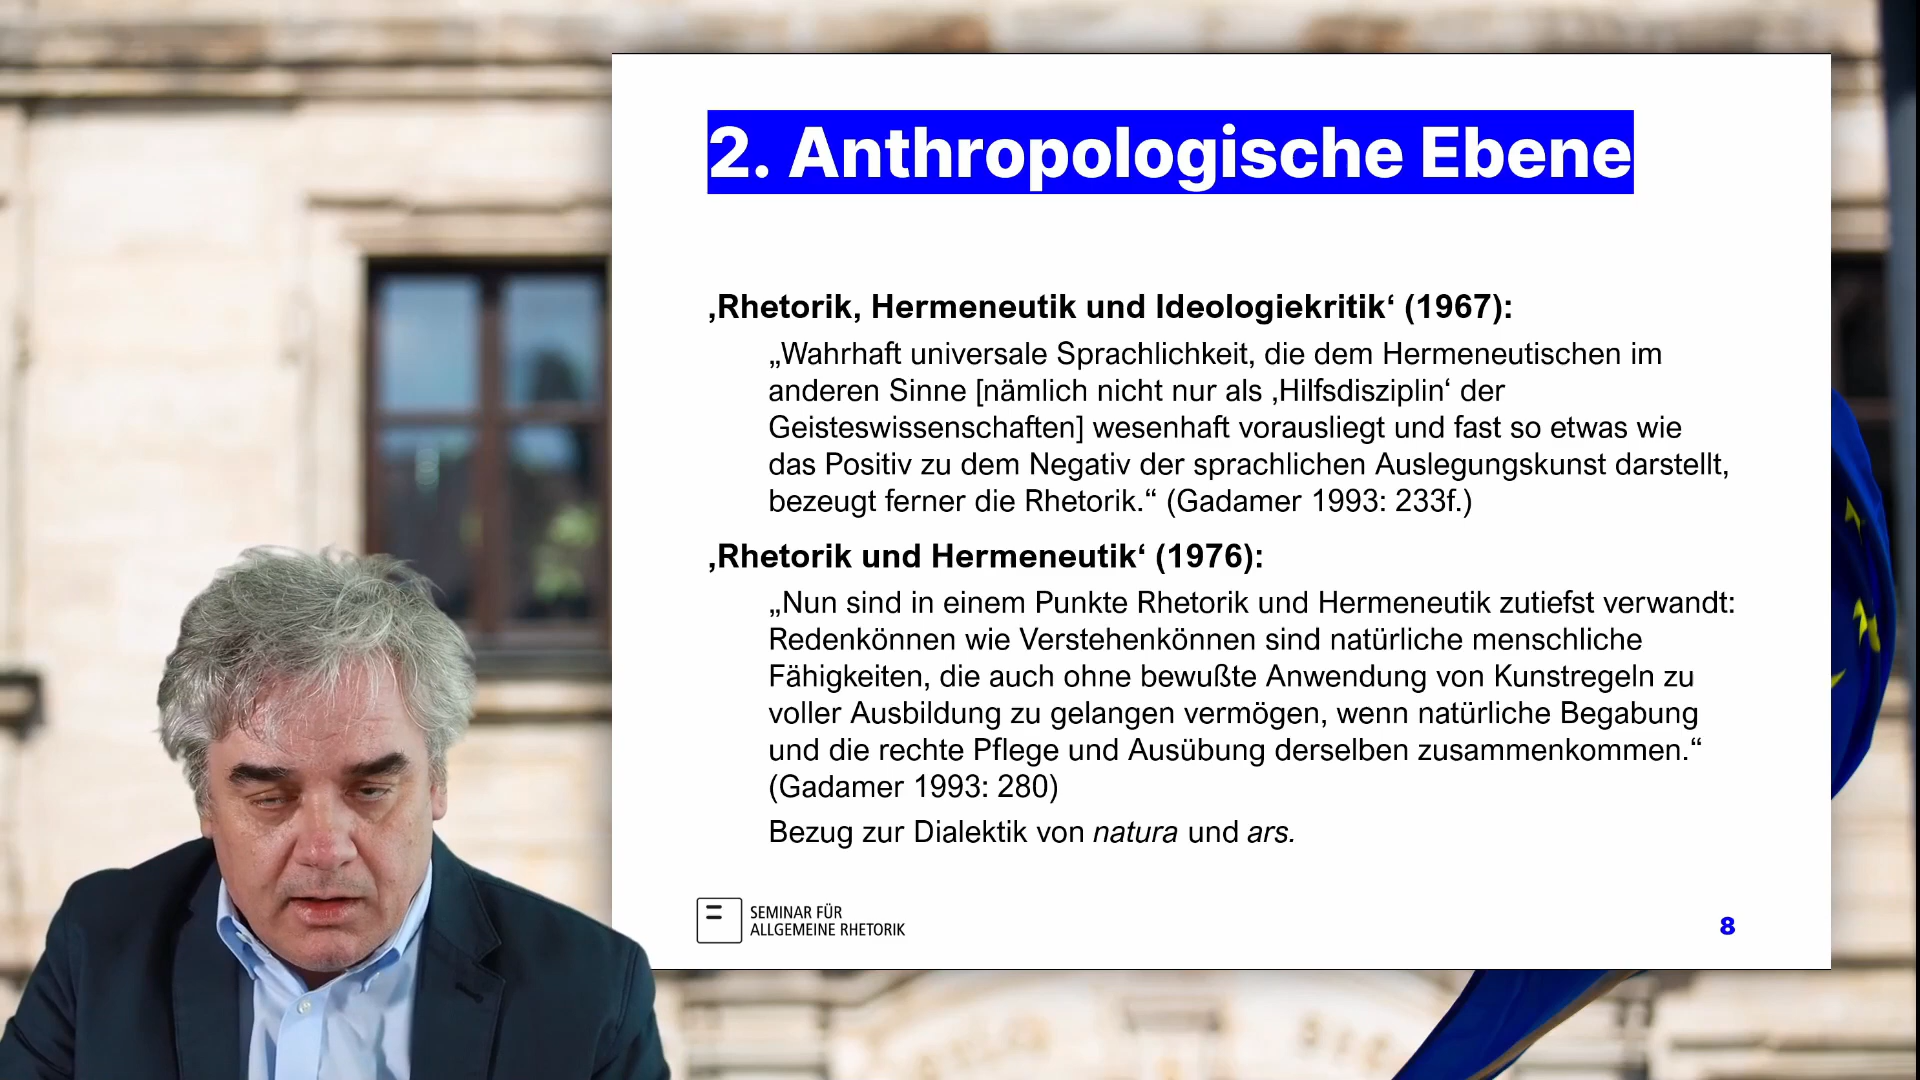 2. Anthropologische Ebene
‚Rhetorik, Hermeneutik und Ideologiekritik‘ (1967):
„Wahrhaft universale Sprachlichkeit, die dem Hermeneutischen im
anderen Sinne [nämlich nicht nur als ‚Hilfsdisziplin‘ der
Geisteswissenschaften] wesenhaft vorausliegt und fast so etwas wie
das Positiv zu dem Negativ der sprachlichen Auslegungskunst darstellt,
bezeugt ferner die Rhetorik.“ (Gadamer 1993: 233f.)
‚Rhetorik und Hermeneutik‘ (1976):
„Nun sind in einem Punkte Rhetorik und Hermeneutik zutiefst verwandt:
Redenkönnen wie Verstehenkönnen sind natürliche menschliche
Fähigkeiten, die auch ohne bewußte Anwendung von Kunstregeln zu
voller Ausbildung zu gelangen vermögen, wenn natürliche Begabung
und die rechte Pflege und Ausübung derselben zusammenkommen.“
(Gadamer 1993: 280)
Bezug zur Dialektik von natura und ars.
SEMINAR FÜR
ALLGEMEINE RHETORIK
8